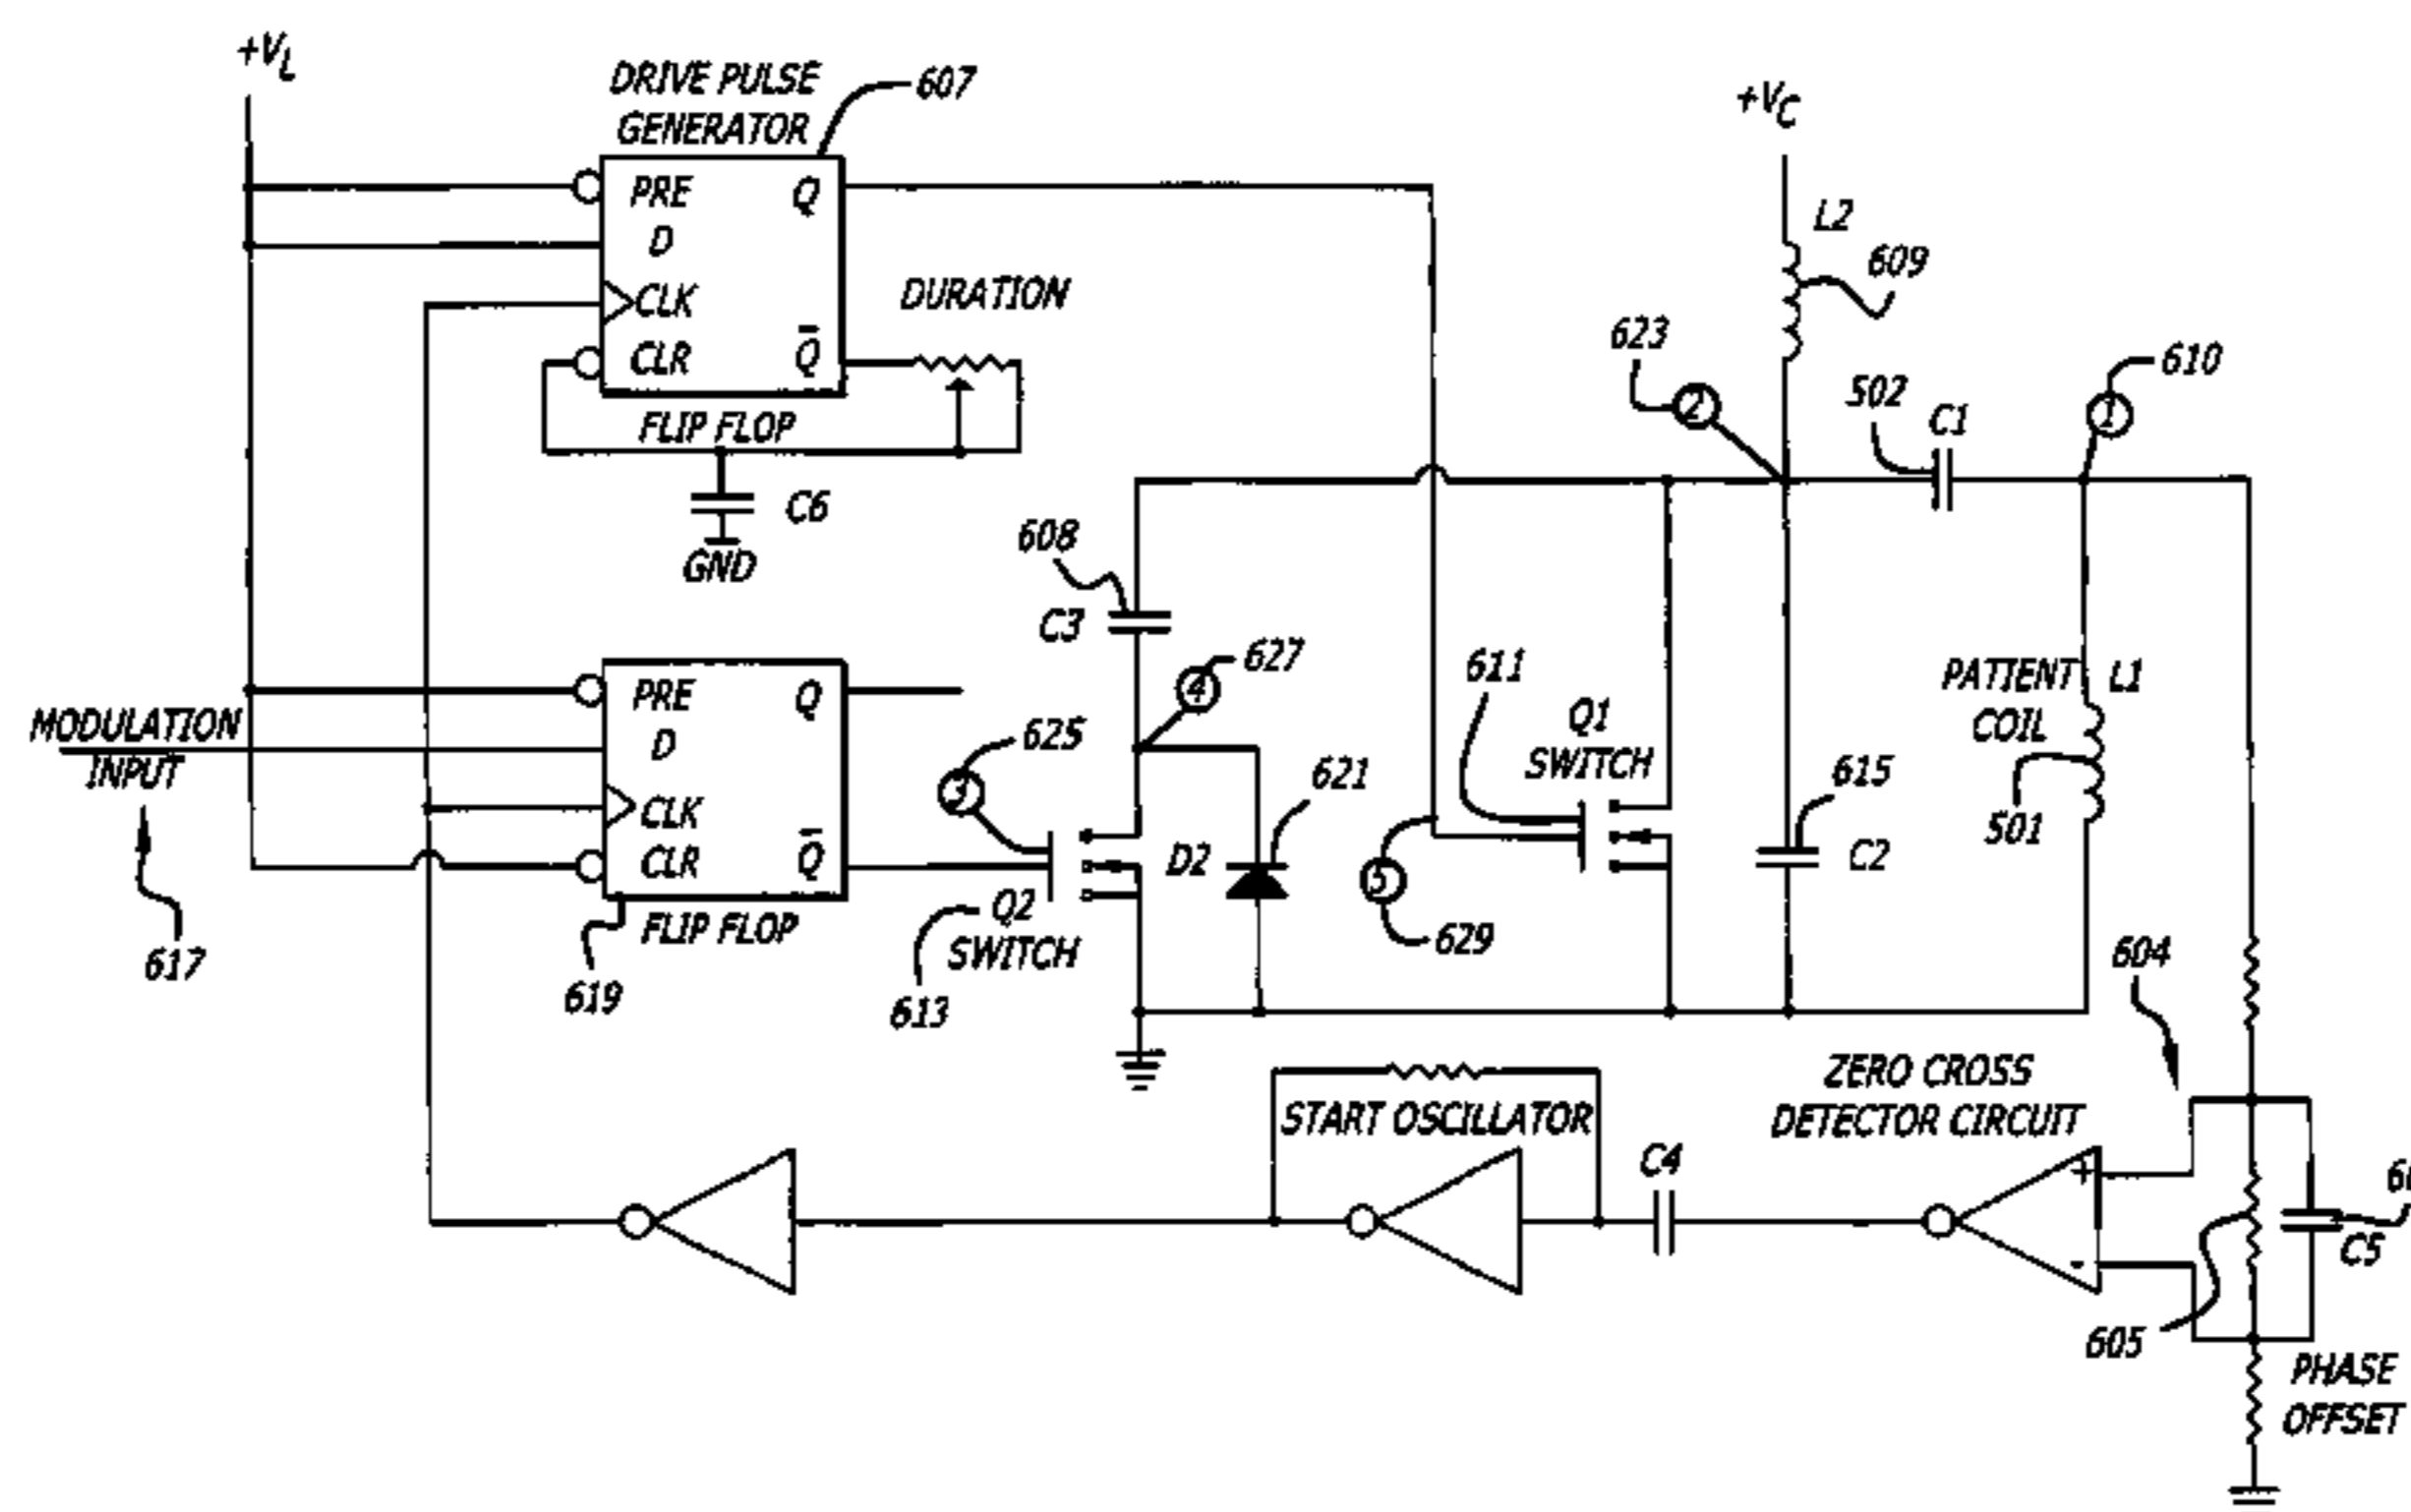 +VL
DRIVE PULSE
GENERATOR
607
PRE
Q
D
CLK
CLR
Q
DURATION
FLIP FLOP
C6
GND
+VC
L2
609
623
2
502
C1
1
610
608
C3
4
627
611
Q1
SWITCH
PATIENT
COIL
L1
501
615
C2
MODULATION
INPUT
617
PRE
Q
D
CLK
CLR
Q
FLIP FLOP
619
3
625
Q2
SWITCH
613
D2
621
5
629
604
ZERO CROSS
DETECTOR CIRCUIT
START OSCILLATOR
C4
+
-
605
C5
PHASE
OFFSET